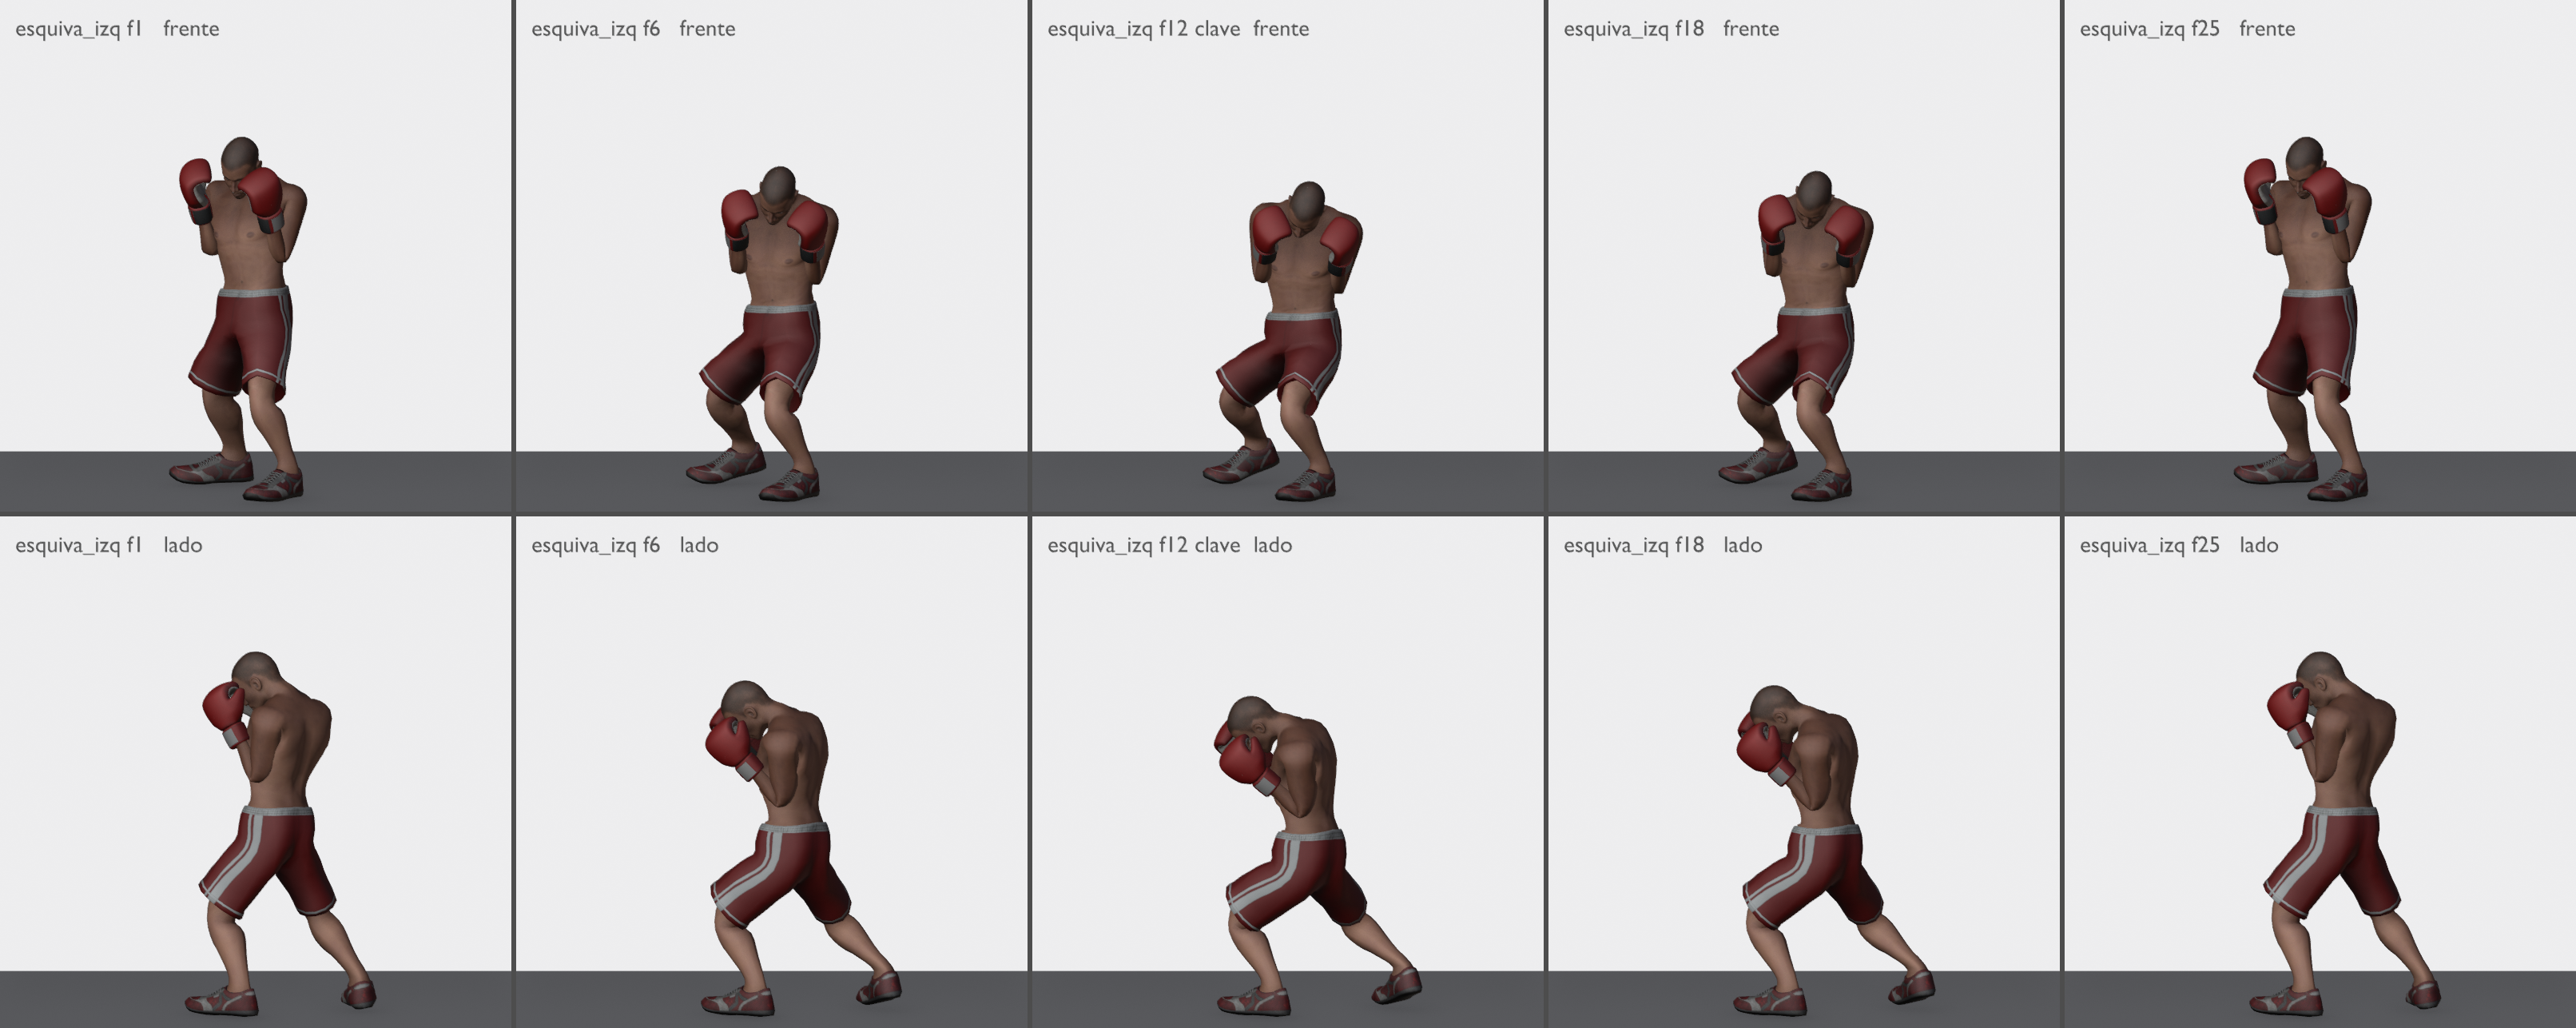 esquiva_izq f1 frente
esquiva_izq f6 frente
esquiva_izq f12 clave frente
esquiva_izq f18 frente
esquiva_izq f25 frente
esquiva_izq f1 lado
esquiva_izq f6 lado
esquiva_izq f12 clave lado
esquiva_izq f18 lado
esquiva_izq f25 lado